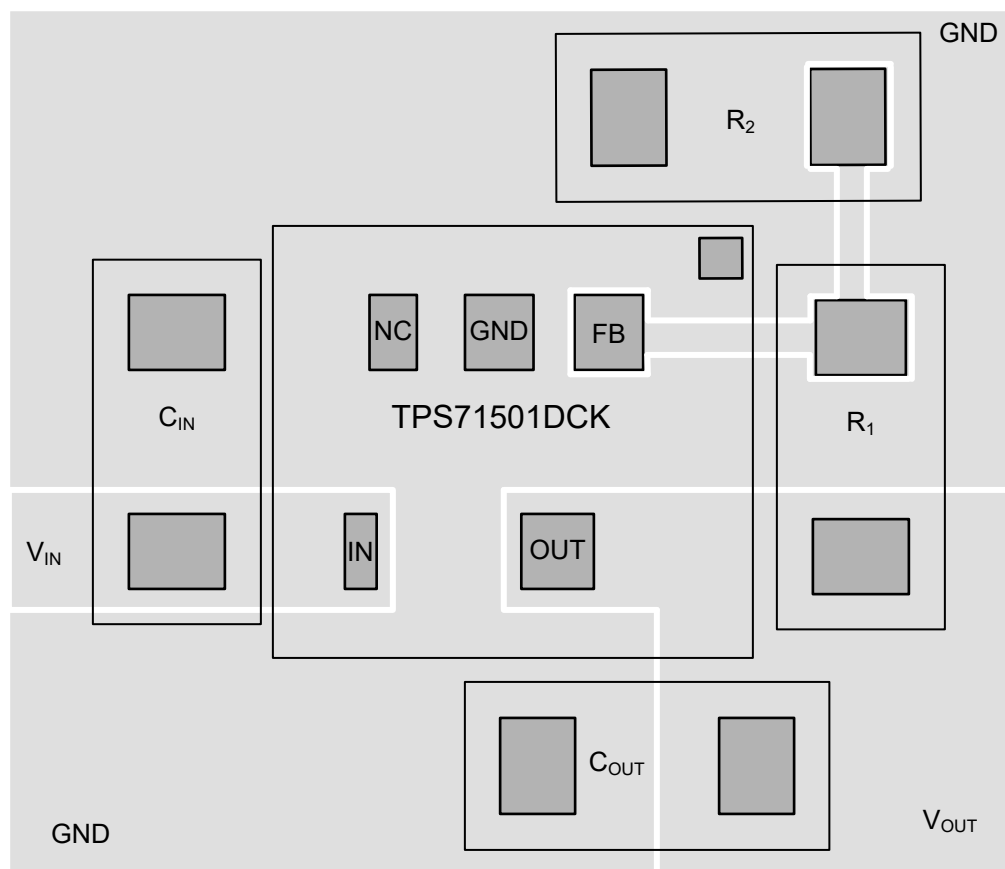 GND
R2
NC
GND
FB
TPS71501DCK
CIN
R1
VIN
IN
OUT
COUT
GND
VOUT